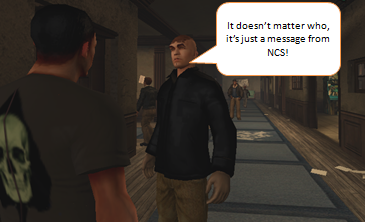 It doesn't matter who,
it's just a message from
NCS!